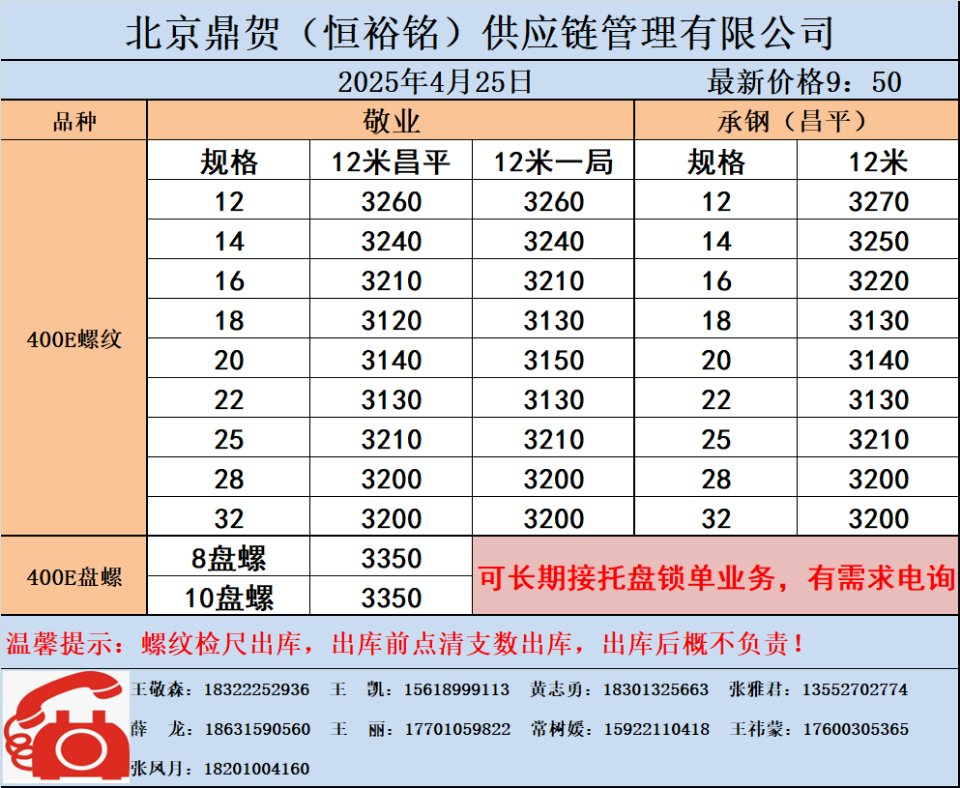 北京鼎贺（恒裕铭）供应链管理有限公司
2025年4月25日 最新价格9：50
品种 敬业 承钢（昌平）
规格 12米昌平 12米一局 规格 12米
12 3260 3260 12 3270
14 3240 3240 14 3250
16 3210 3210 16 3220
18 3120 3130 18 3130
400E螺纹
20 3140 3150 20 3140
22 3130 3130 22 3130
25 3210 3210 25 3210
28 3200 3200 28 3200
32 3200 3200 32 3200
400E盘螺
8盘螺 3350
10盘螺 3350
可长期接托盘锁单业务，有需求电询
温馨提示：螺纹检尺出库，出库前点清支数出库，出库后概不负责！
王敬森：18322252936 王 凯：15618999113 黄志勇：18301325663 张雅君：13552702774
薛 龙：18631590560 王 丽：17701059822 常树媛：15922110418 王祎蒙：17600305365
张凤月：18201004160